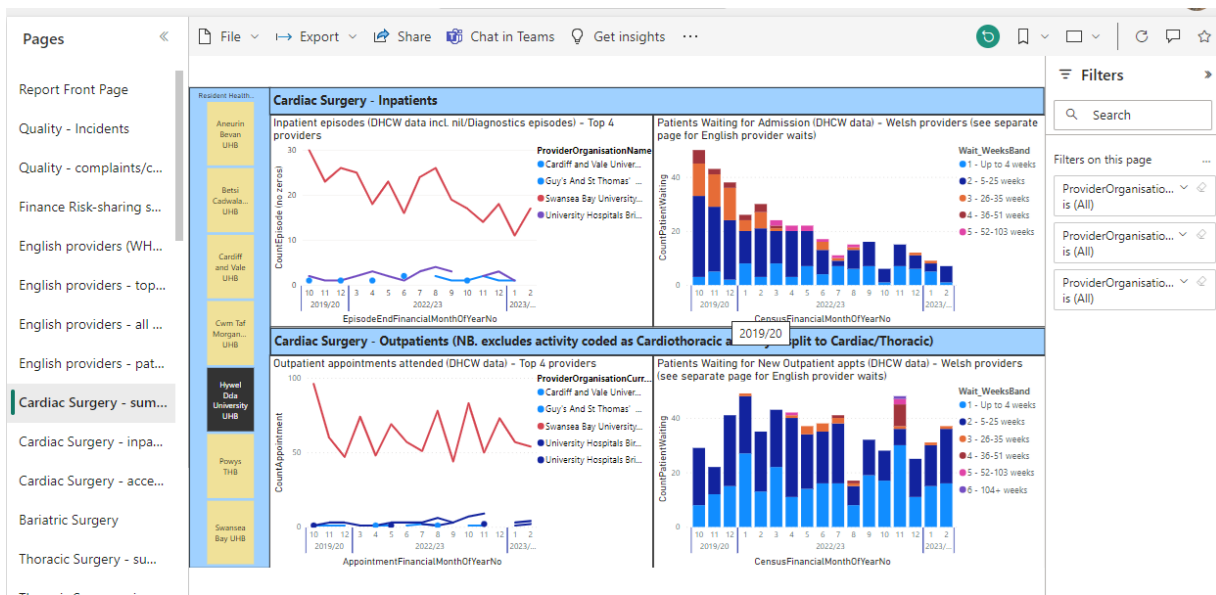 Pages
File
Export
Share
Chat in Teams
Get insights
Report Front Page
Quality - Incidents
Quality - complaints/c...
Finance Risk-sharing s...
English providers (WH...
English providers - top...
English providers - all ...
English providers - pat...
Cardiac Surgery - sum...
Cardiac Surgery - inpa...
Cardiac Surgery - acce...
Bariatric Surgery
Thoracic Surgery - su...
Resident Health...
Aneurin
Bevan
UHB
Betsi
Cadwala...
UHB
Cardiff
and Vale
UHB
Cwm Taf
Morgan...
UHB
Hywel
Dda
University
UHB
Powys
THB
Swansea
Bay UHB
Cardiac Surgery - Inpatients
Inpatient episodes (DHCW data incl. nil/Diagnostics episodes) - Top 4
providers
CountEpisode (no zeros)
30
20
10
0
10 11 12 3 4 5 6 7 8 9 10 11 12 1 2
2019/20 2022/23 2023/...
EpisodeEndFinancialMonthOfYearNo
ProviderOrganisationName
Cardiff and Vale Univer...
Guy's And St Thomas' ...
Swansea Bay University...
University Hospitals Bri...
Patients Waiting for Admission (DHCW data) - Welsh providers (see separate
page for English provider waits)
CountPatientWaiting
40
20
0
10 11 12 1 2 3 4 5 6 7 8 9 10 11 12 1 2
2019/20 2022/23 2023/...
CensusFinancialMonthOfYearNo
Wait_WeeksBand
1 - Up to 4 weeks
2 - 5-25 weeks
3 - 26-35 weeks
4 - 36-51 weeks
5 - 52-103 weeks
2019/20
Cardiac Surgery - Outpatients (NB. excludes activity coded as Cardiothoracic a split to Cardiac/Thoracic)
Outpatient appointments attended (DHCW data) - Top 4 providers
CountAppointment
100
50
0
10 11 12 3 4 5 6 7 8 9 10 11 12 1 2
2019/20 2022/23 2023/...
AppointmentFinancialMonthOfYearNo
ProviderOrganisationCurr...
Cardiff and Vale Univer...
Guy's And St Thomas' ...
Swansea Bay University...
University Hospitals Bir...
University Hospitals Bri...
Patients Waiting for New Outpatient appts (DHCW data) - Welsh providers
(see separate page for English provider waits)
CountPatientWaiting
40
20
0
10 11 12 1 2 3 4 5 6 7 8 9 10 11 12 1 2
2019/20 2022/23 2023/...
CensusFinancialMonthOfYearNo
Wait_WeeksBand
1 - Up to 4 weeks
2 - 5-25 weeks
3 - 26-35 weeks
4 - 36-51 weeks
5 - 52-103 weeks
6 - 104+ weeks
Filters
Search
Filters on this page
ProviderOrganisatio...
is (All)
ProviderOrganisatio...
is (All)
ProviderOrganisatio...
is (All)